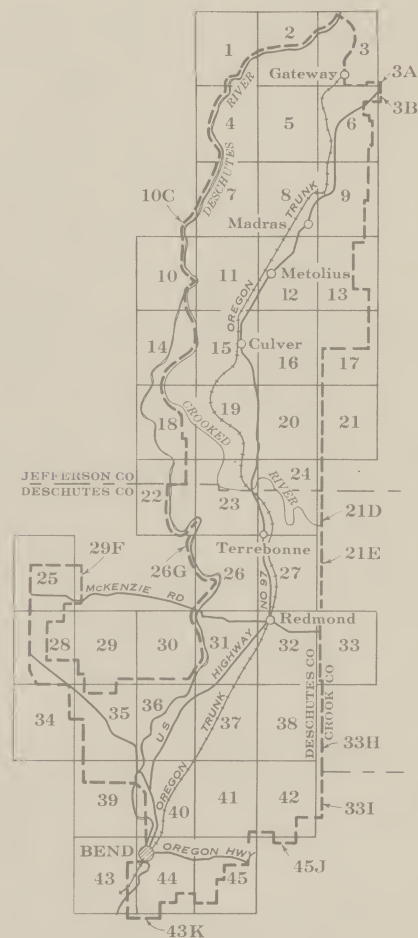 2
1
3
3A
Gateway
3B
RIVER
4
5
6
DESCHUTES
7
8
9
10C
TRUNK
Madras
10
11
Metolius
12
13
OREGON
14
15
Culver
16
17
18
19
20
21
CROOKED
24
JEFFERSON CO
DESCHUTES CO
22
23
RIVER
21D
29F
Terrebonne
21E
25
26G
26
27
McKENZIE RD
NO 97
Redmond
28
29
30
31
32
33
HIGHWAY
DESCHUTES CO
CROOK CO
34
35
36
U S
TRUNK
37
38
33H
OREGON
39
40
41
42
33I
BEND
OREGON HWY
45J
43
44
45
43K